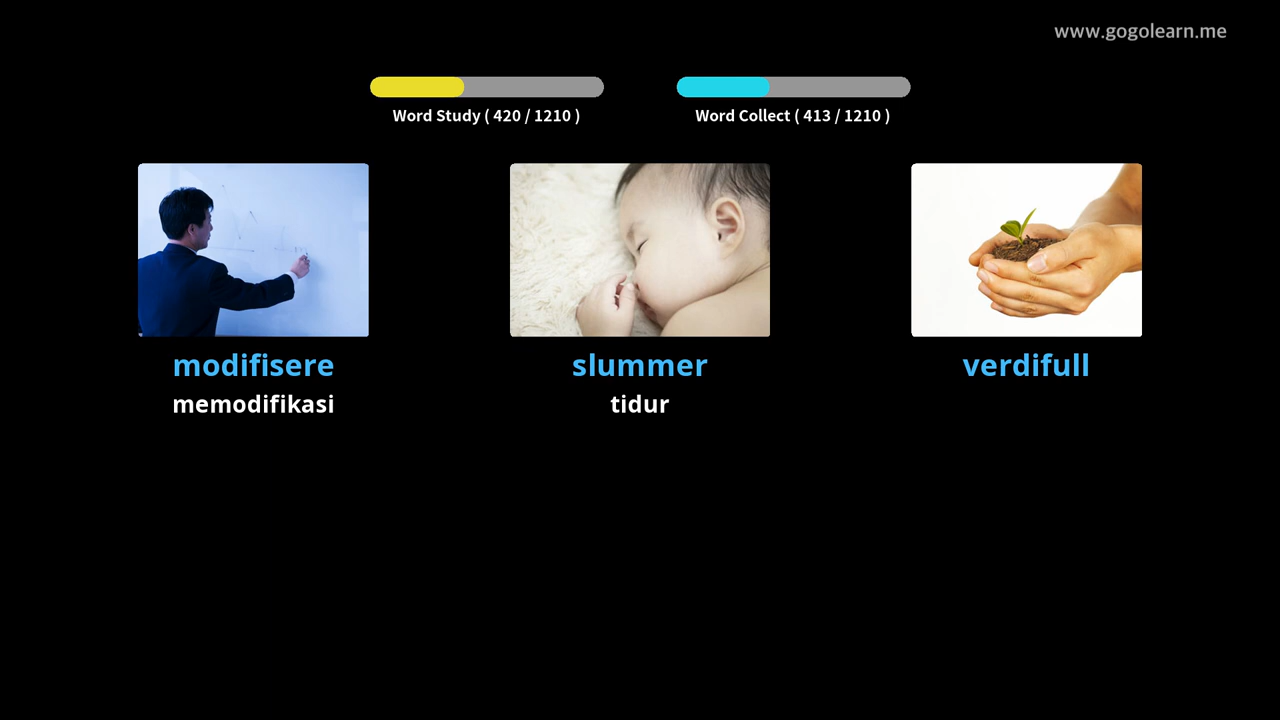 www.gogolearn.me
Word Study ( 420 / 1210 )
Word Collect ( 413 / 1210 )
modifisere
memodifikasi
slummer
tidur
verdifull